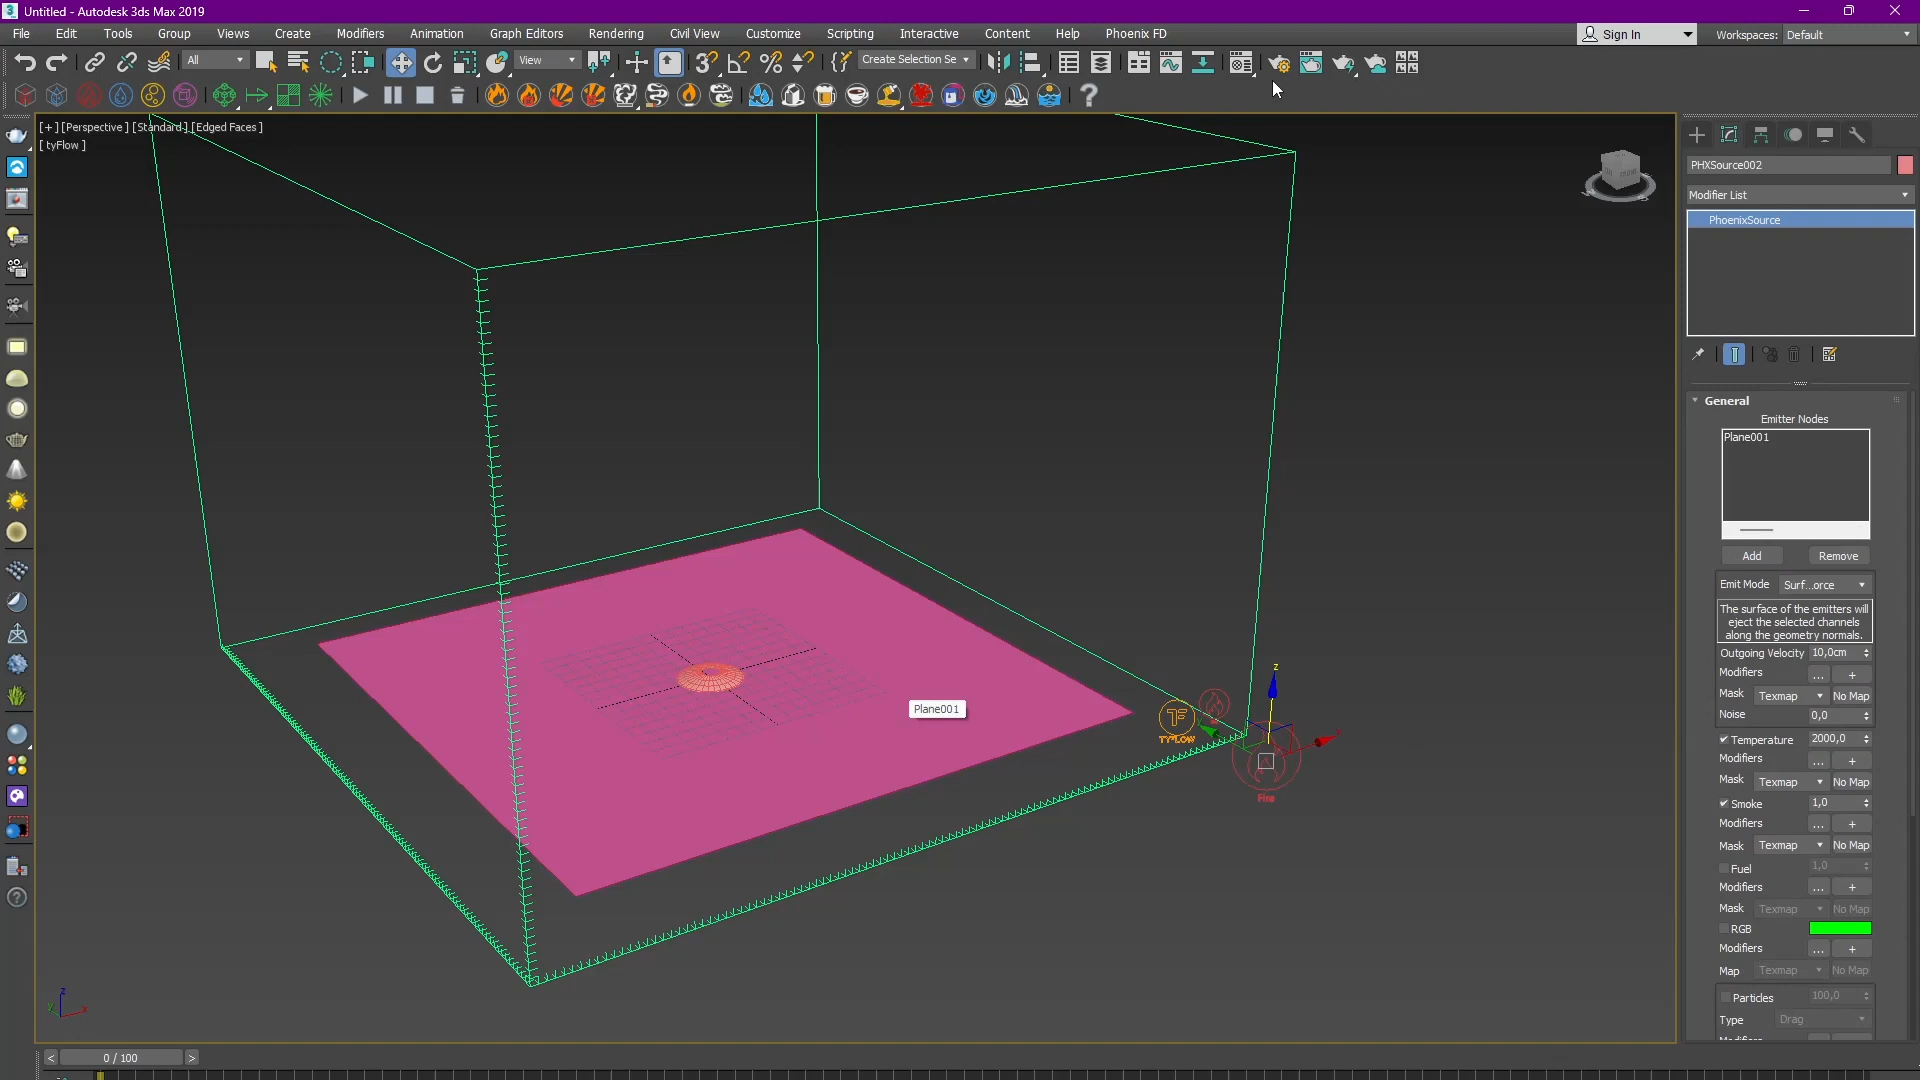 Untitled - Autodesk 3ds Max 2019
File Edit Tools Group Views Create Modifiers Animation Graph Editors Rendering Civil View Customize Scripting Interactive Content Help Phoenix FD
Sign In Workspaces: Default
All View Create Selection Se
[+] [Perspective ] [Standard ] [Edged Faces ]
[ tyFlow ]
PHXSource002
Modifier List
PhoenixSource
General
Emitter Nodes
Plane001
Add Remove
Emit Mode Surf...orce
The surface of the emitters will
eject the selected channels
along the geometry normals.
Outgoing Velocity 10,0cm
Modifiers ... +
Mask Texmap No Map
Noise 0,0
Temperature 2000,0
Modifiers ... +
Mask Texmap No Map
Smoke 1,0
Modifiers ... +
Mask Texmap No Map
Fuel 1,0
Modifiers ... +
Mask Texmap No Map
RGB
Modifiers ... +
Map Texmap No Map
Particles 100,0
Type Drag
Plane001
TF
TYFLOW
Fire
z
x
z
y
x
< 0 / 100 >